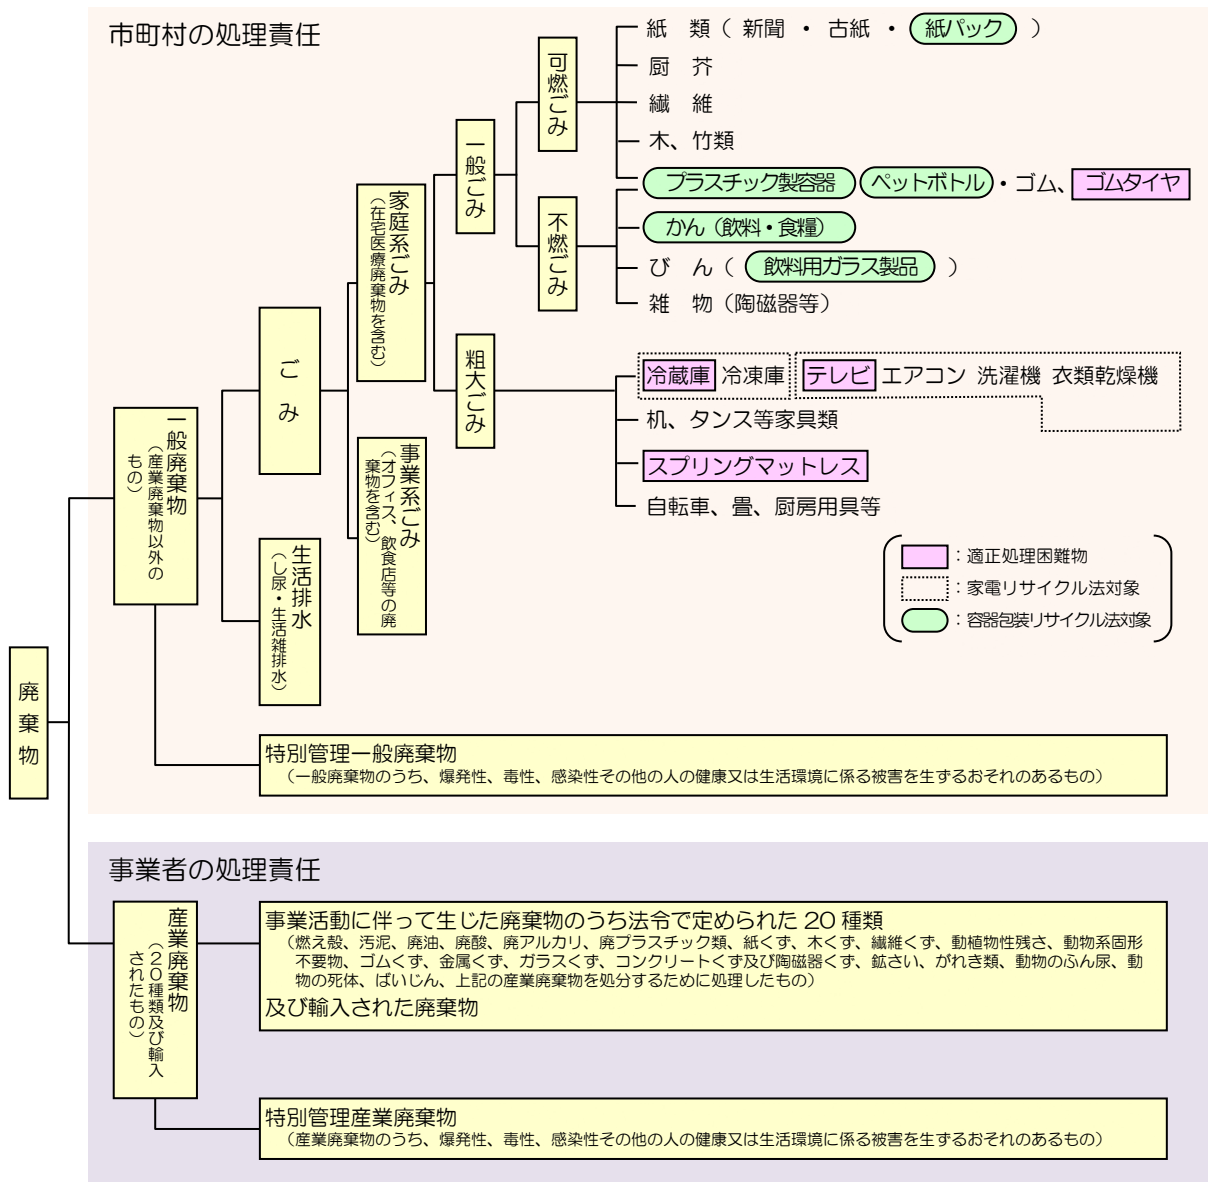 市町村の処理責任
紙　類（ 新聞 ・ 古紙 ・ 紙パック ）
厨　芥
繊　維
木、竹類
プラスチック製容器 ペットボトル・ゴム、ゴムタイヤ
かん（飲料・食糧）
び　ん（ 飲料用ガラス製品 ）
雑　物（陶磁器等）
可燃ごみ
不燃ごみ
一般ごみ
粗大ごみ
冷蔵庫 冷凍庫 テレビ エアコン 洗濯機 衣類乾燥機
机、タンス等家具類
スプリングマットレス
自転車、畳、厨房用具等
家庭系ごみ
（在宅医療廃棄物を含む）
事業系ごみ
（オフィス、飲食店等の廃
棄物を含む）
ごみ
生活排水
（し尿・生活雑排水）
一般廃棄物
（産業廃棄物以外の
もの）
廃棄物
：適正処理困難物
：家電リサイクル法対象
：容器包装リサイクル法対象
特別管理一般廃棄物
（一般廃棄物のうち、爆発性、毒性、感染性その他の人の健康又は生活環境に係る被害を生ずるおそれのあるもの）
事業者の処理責任
産業廃棄物
（２０種類及び輸入
されたもの）
事業活動に伴って生じた廃棄物のうち法令で定められた 20 種類
（燃え殻、汚泥、廃油、廃酸、廃アルカリ、廃プラスチック類、紙くず、木くず、繊維くず、動植物性残さ、動物系固形
不要物、ゴムくず、金属くず、ガラスくず、コンクリートくず及び陶磁器くず、鉱さい、がれき類、動物のふん尿、動
物の死体、ばいじん、上記の産業廃棄物を処分するために処理したもの）
及び輸入された廃棄物
特別管理産業廃棄物
（産業廃棄物のうち、爆発性、毒性、感染性その他の人の健康又は生活環境に係る被害を生ずるおそれのあるもの）